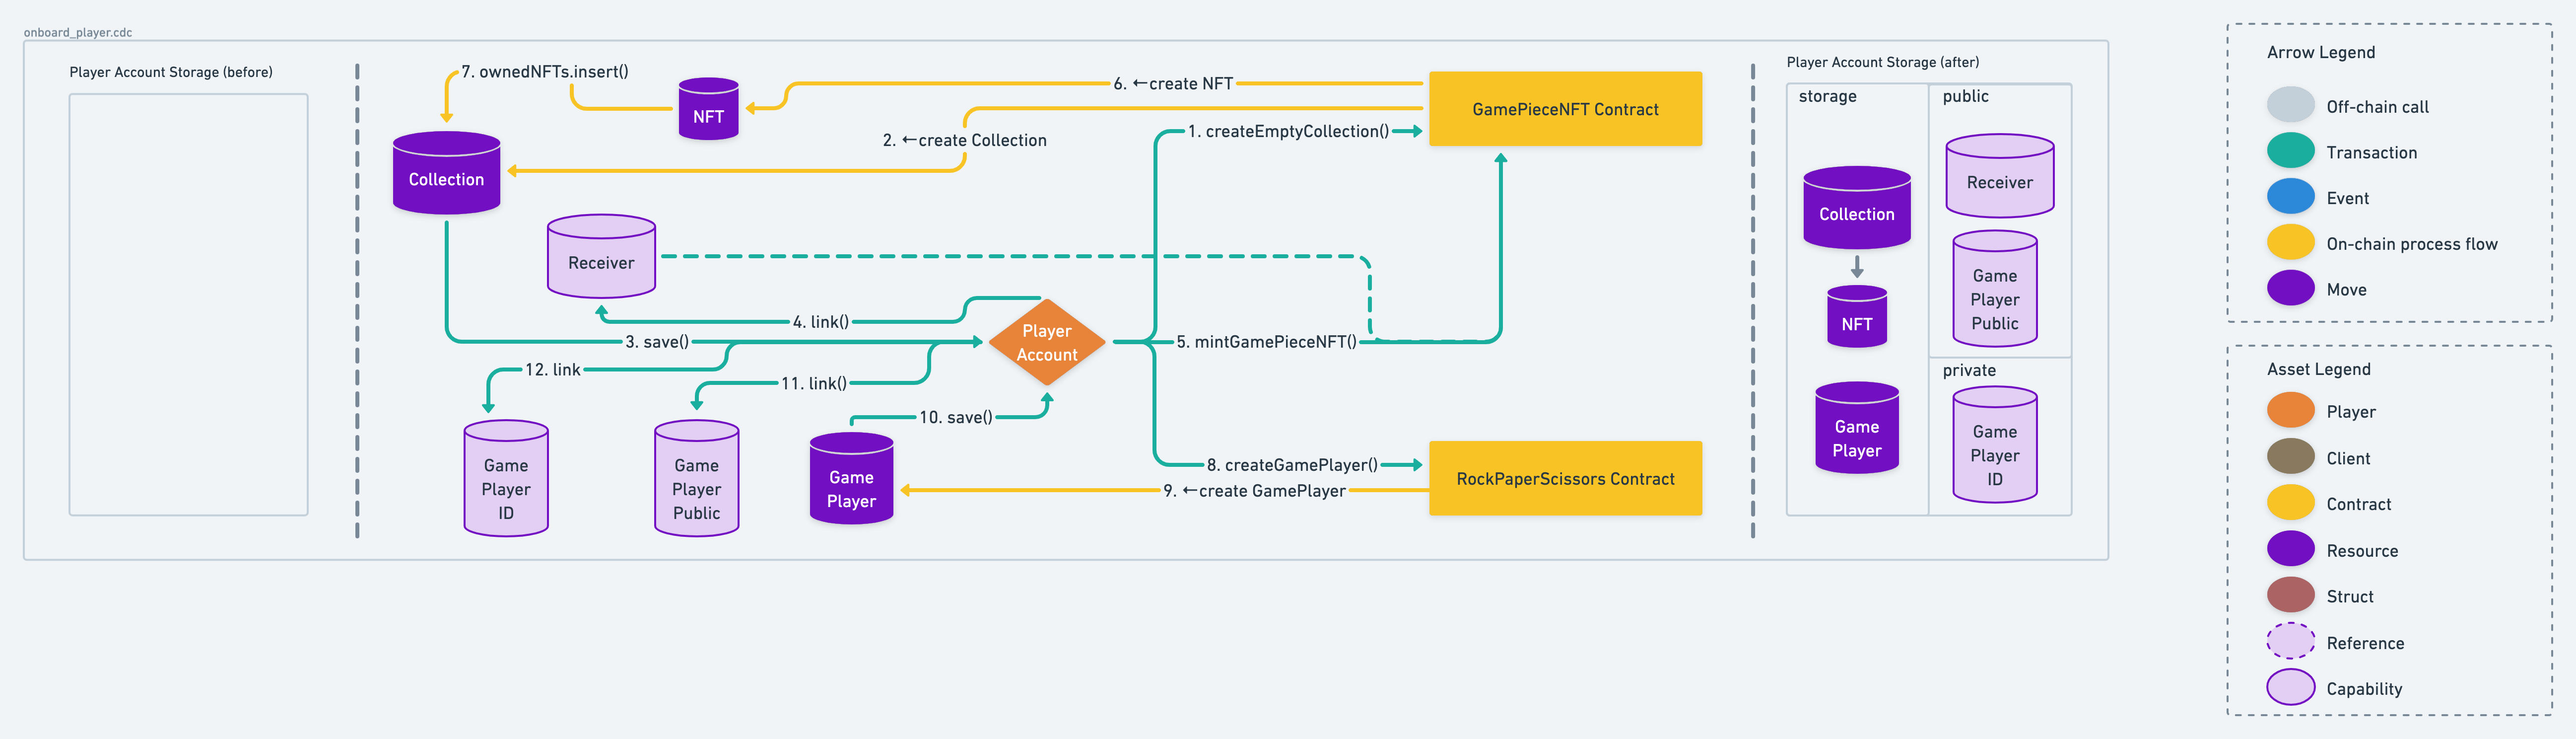 onboard_player.cdc
Player Account Storage (before)
7. ownedNFTs.insert()
NFT
6. ←create NFT
GamePieceNFT Contract
1. createEmptyCollection()
2. ←create Collection
Collection
Receiver
4. link()
3. save()
Player
Account
5. mintGamePieceNFT()
12. link
11. link()
10. save()
Game
Player
ID
Game
Player
Public
Game
Player
8. createGamePlayer()
9. ←create GamePlayer
RockPaperScissors Contract
Player Account Storage (after)
storage
public
Collection
NFT
Game
Player
Receiver
Game
Player
Public
private
Game
Player
ID
Arrow Legend
Off-chain call
Transaction
Event
On-chain process flow
Move
Asset Legend
Player
Client
Contract
Resource
Struct
Reference
Capability